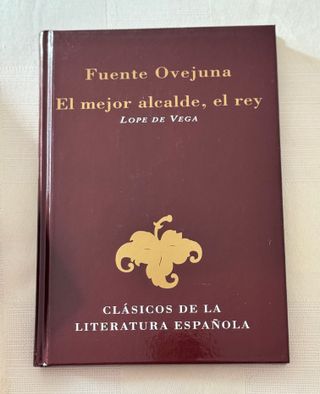 Fuente Ovejuna
El mejor alcalde, el rey
LOPE DE VEGA
CLÁSICOS DE LA
LITERATURA ESPAÑOLA